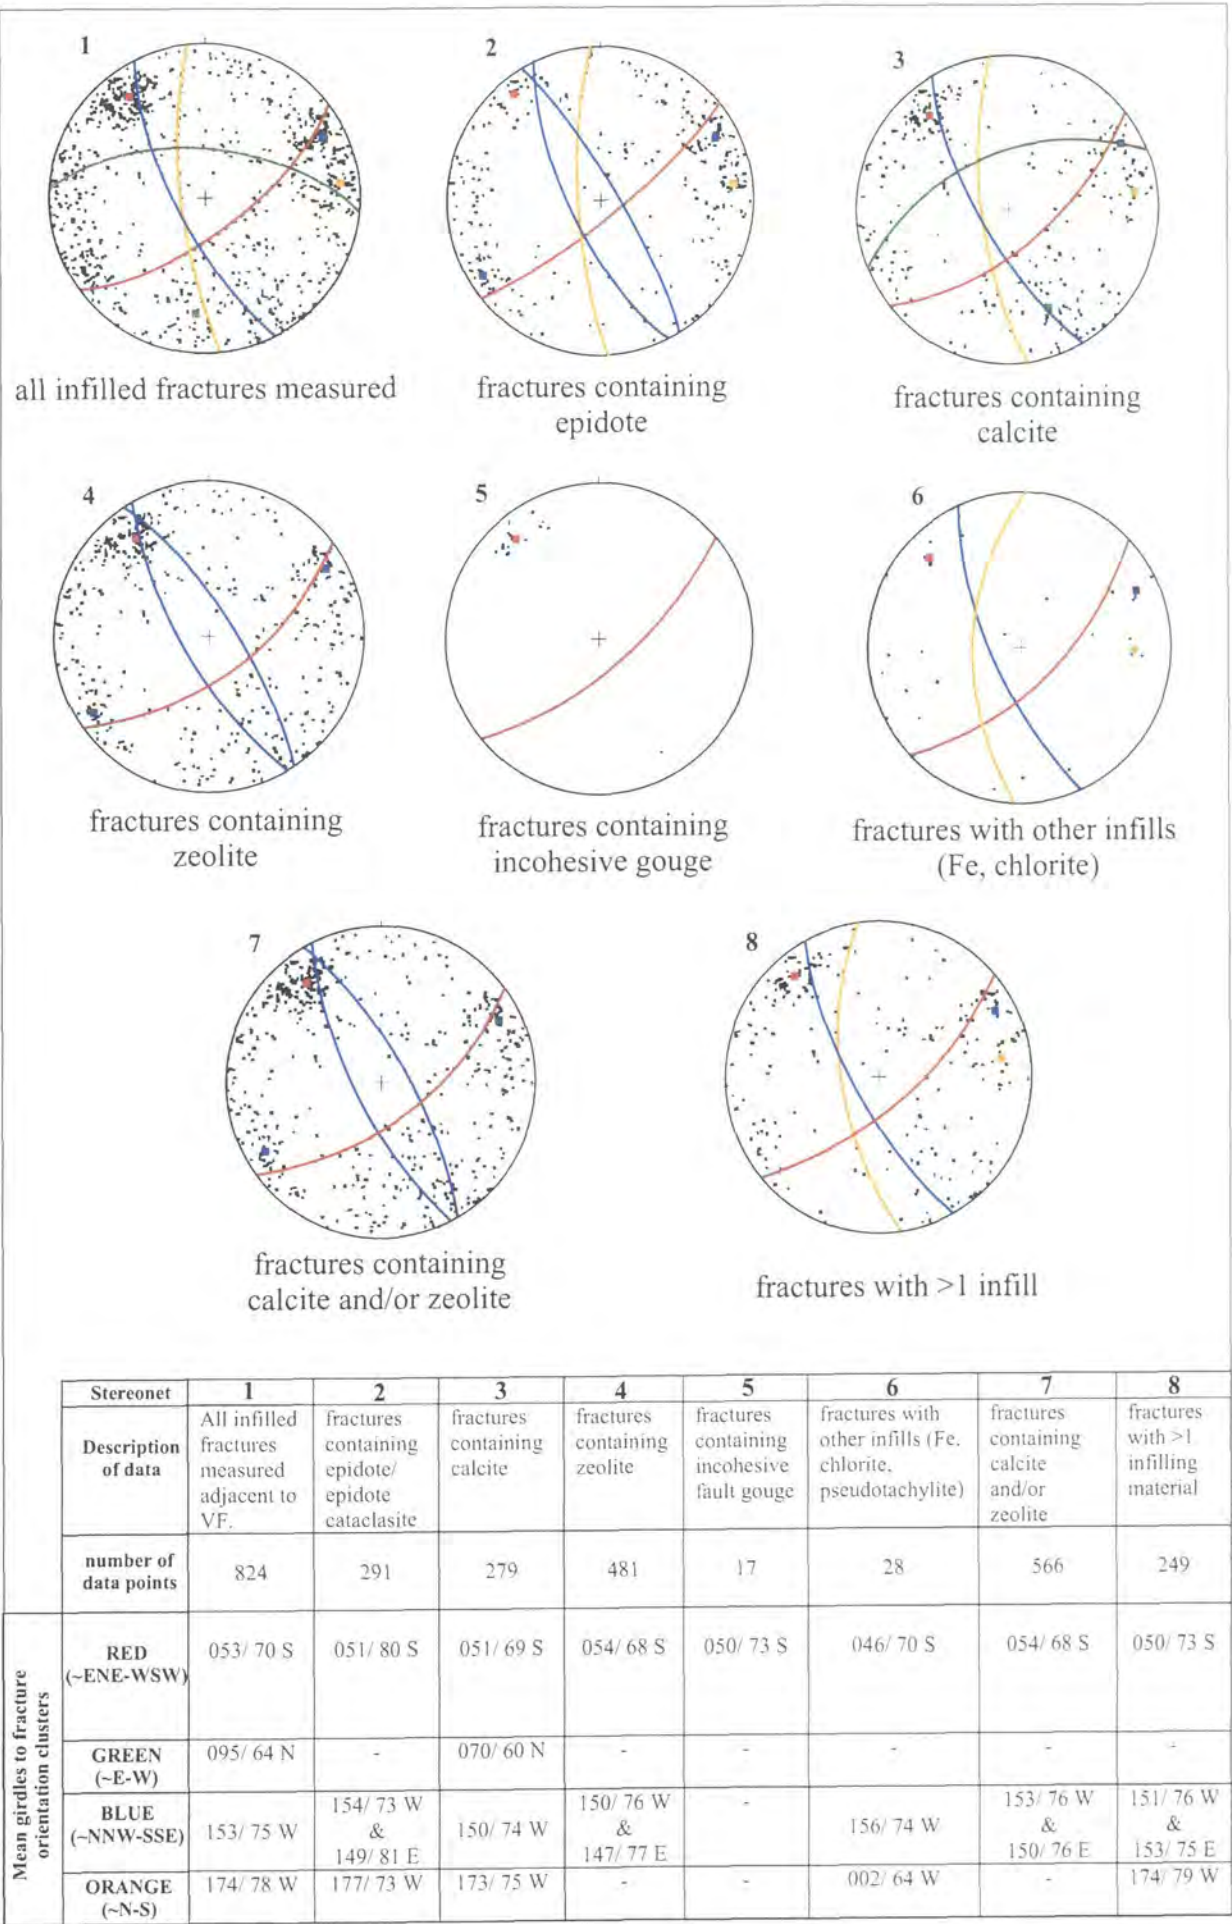 1
2
3
all infilled fractures measured
fractures containing
epidote
fractures containing
calcite
4
5
6
fractures containing
zeolite
fractures containing
incohesive gouge
fractures with other infills
(Fe, chlorite)
7
8
fractures containing
calcite and/or zeolite
fractures with >1 infill
Stereonet 1 2 3 4 5 6 7 8
Description
of data
All infilled
fractures
measured
adjacent to
VF.
fractures
containing
epidote/
epidote
cataclasite
fractures
containing
calcite
fractures
containing
zeolite
fractures
containing
incohesive
fault gouge
fractures with
other infills (Fe.
chlorite,
pseudotachylite)
fractures
containing
calcite
and/or
zeolite
fractures
with >1
infilling
material
number of
data points
824 291 279 481 17 28 566 249
Mean girdles to fracture
orientation clusters
RED
(~ENE-WSW)
053/ 70 S 051/ 80 S 051/ 69 S 054/ 68 S 050/ 73 S 046/ 70 S 054/ 68 S 050/ 73 S
GREEN
(~E-W)
095/ 64 N - 070/ 60 N - - - - -
BLUE
(~NNW-SSE)
153/ 75 W
154/ 73 W
&
149/ 81 E
150/ 74 W
150/ 76 W
&
147/ 77 E
-
156/ 74 W
153/ 76 W
&
150/ 76 E
151/ 76 W
&
153/ 75 E
ORANGE
(~N-S)
174/ 78 W 177/ 73 W 173/ 75 W - - 002/ 64 W - 174/ 79 W